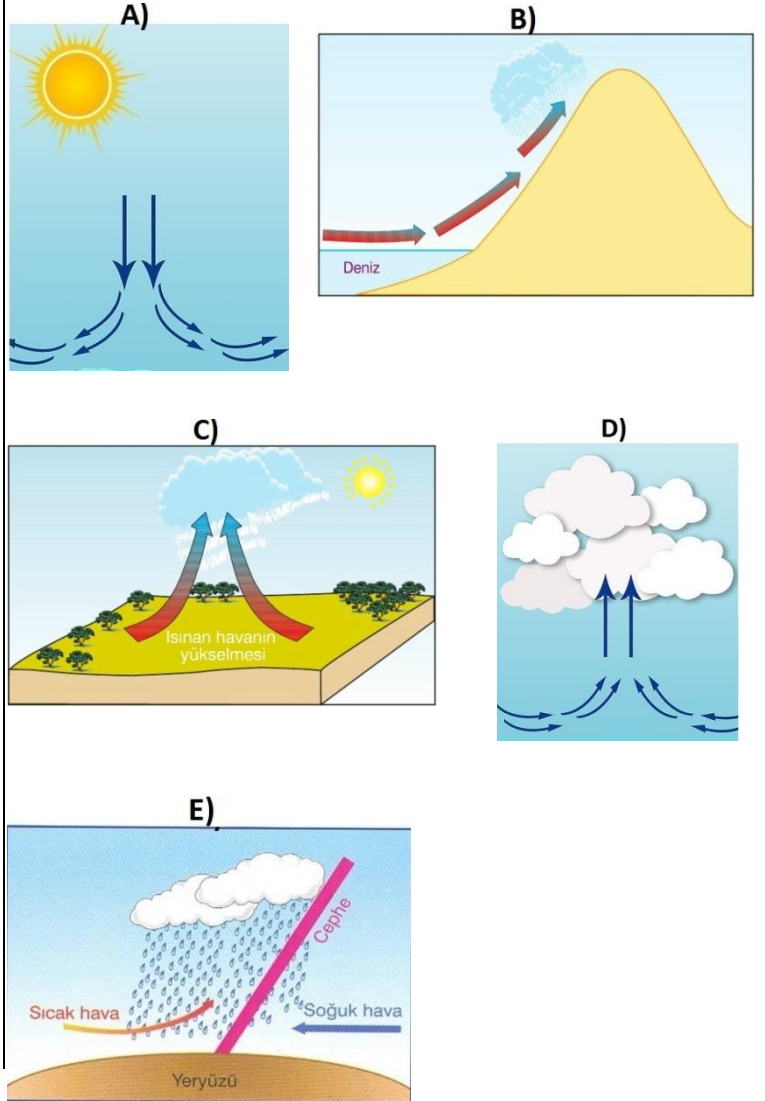 A)
B)
Deniz
C)
Isınan havanın
yükselmesi
D)
E)
Cephe
Sıcak hava
Soğuk hava
Yeryüzü